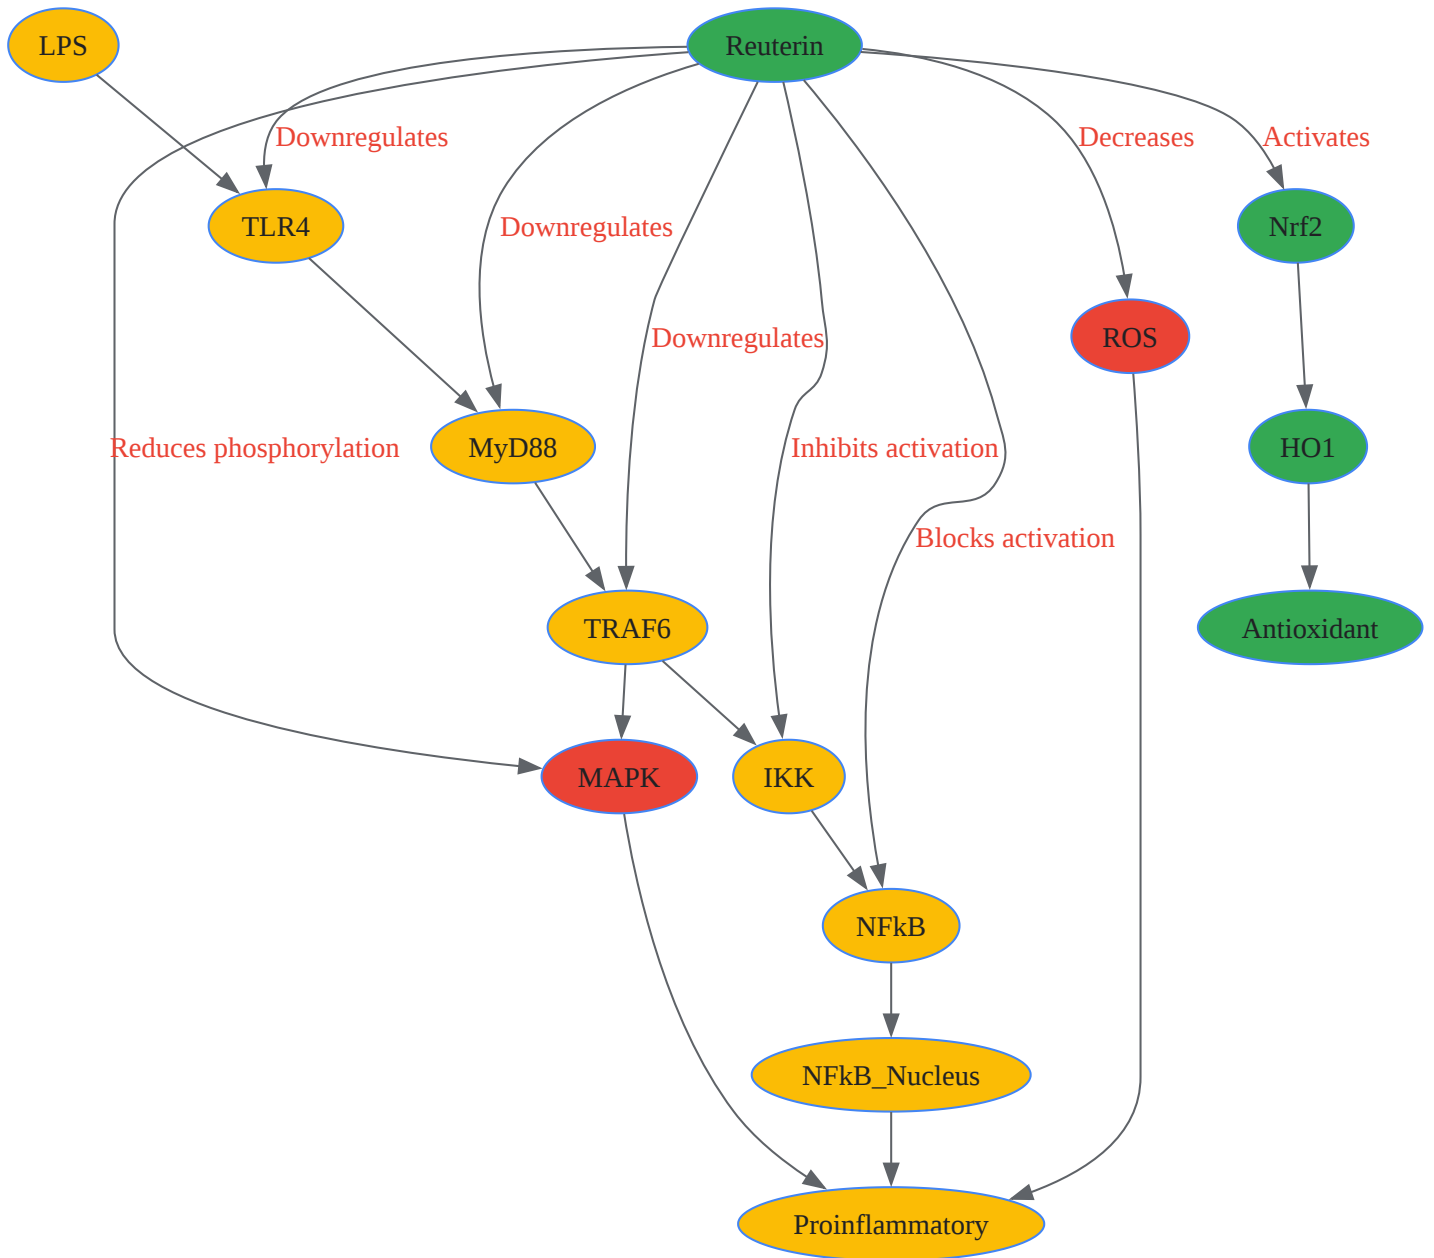 LPS
Reuterin
Downregulates
Decreases
Activates
TLR4
Downregulates
Nrf2
Downregulates
ROS
Reduces phosphorylation
MyD88
Inhibits activation
HO1
Blocks activation
TRAF6
Antioxidant
MAPK
IKK
NFkB
NFkB_Nucleus
Proinflammatory